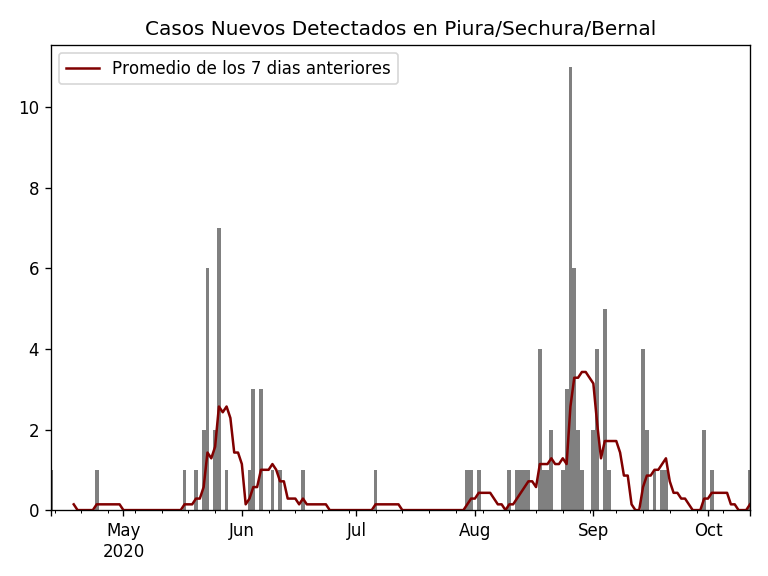 Casos Nuevos Detectados en Piura/Sechura/Bernal
Promedio de los 7 dias anteriores
10
8
6
4
2
0
May Jun Jul Aug Sep Oct
2020